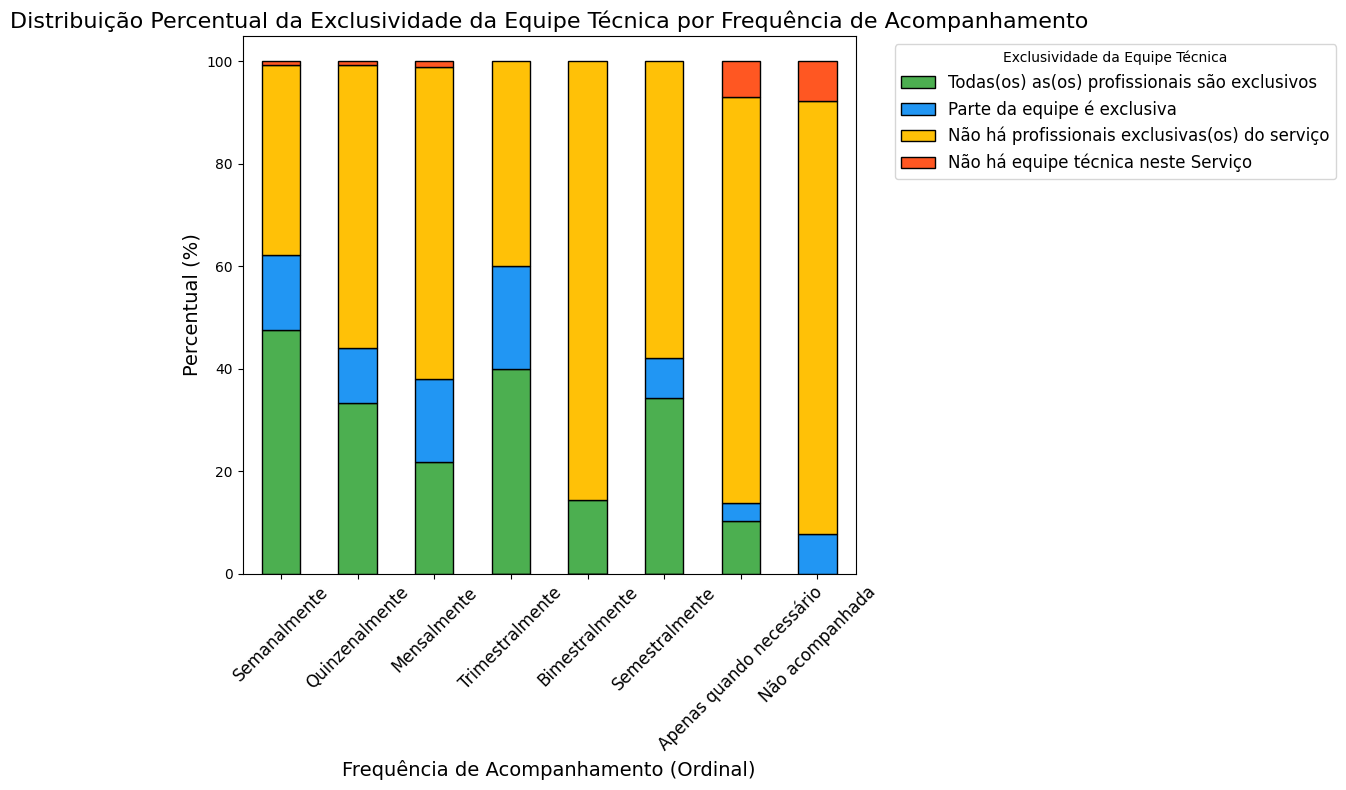 Distribuição Percentual da Exclusividade da Equipe Técnica por Frequência de Acompanhamento
Exclusividade da Equipe Técnica
Todas(os) as(os) profissionais são exclusivos
Parte da equipe é exclusiva
Não há profissionais exclusivas(os) do serviço
Não há equipe técnica neste Serviço
Percentual (%)
100
80
60
40
20
0
Semanalmente
Quinzenalmente
Mensalmente
Trimestralmente
Bimestralmente
Semestralmente
Apenas quando necessário
Não acompanhada
Frequência de Acompanhamento (Ordinal)